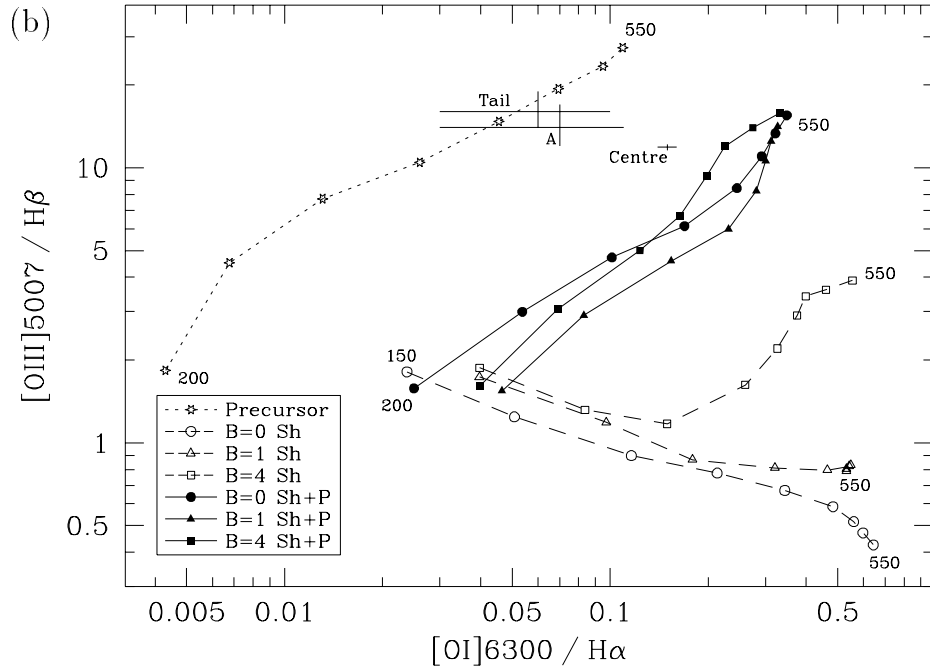 (b)
550
Tail
A
Centre
550
10
[OIII]5007 / Hβ
5
550
150
200
200
Precursor
B=0 Sh
B=1 Sh
B=4 Sh
B=0 Sh+P
B=1 Sh+P
B=4 Sh+P
1
550
0.5
550
0.005
0.01
0.05
0.1
0.5
[OI]6300 / Hα